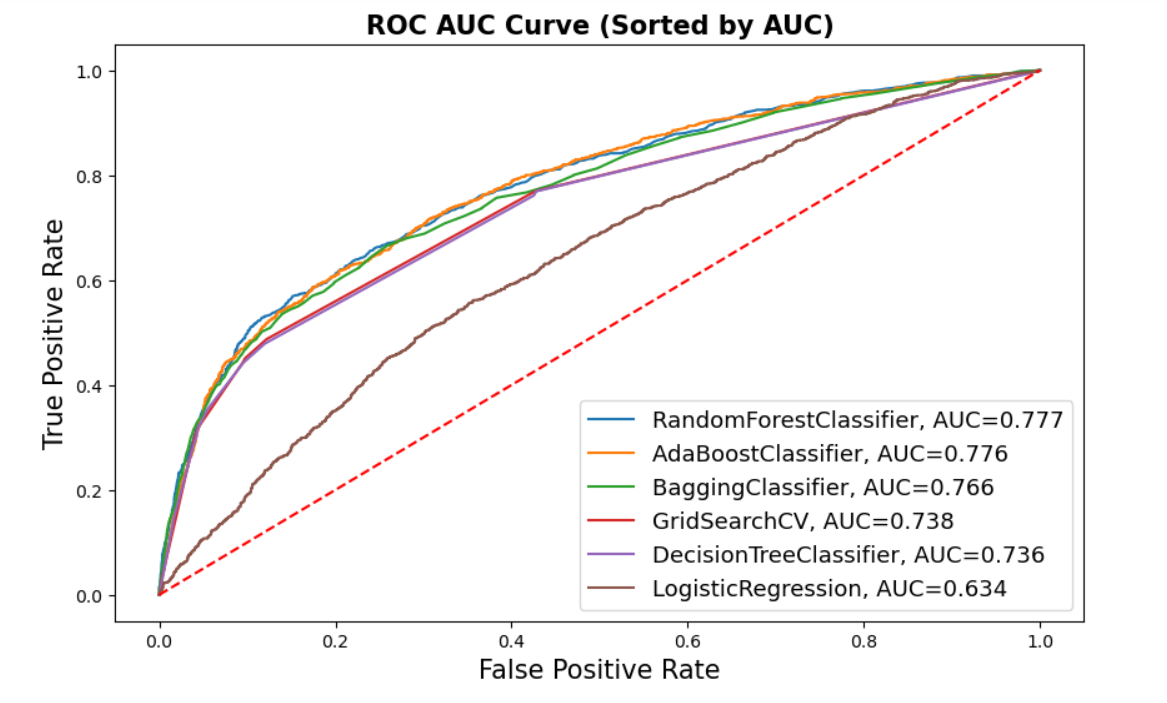 ROC AUC Curve (Sorted by AUC)
1.0
0.8
0.6
0.4
0.2
0.0
True Positive Rate
RandomForestClassifier, AUC=0.777
AdaBoostClassifier, AUC=0.776
BaggingClassifier, AUC=0.766
GridSearchCV, AUC=0.738
DecisionTreeClassifier, AUC=0.736
LogisticRegression, AUC=0.634
0.0 0.2 0.4 0.6 0.8 1.0
False Positive Rate